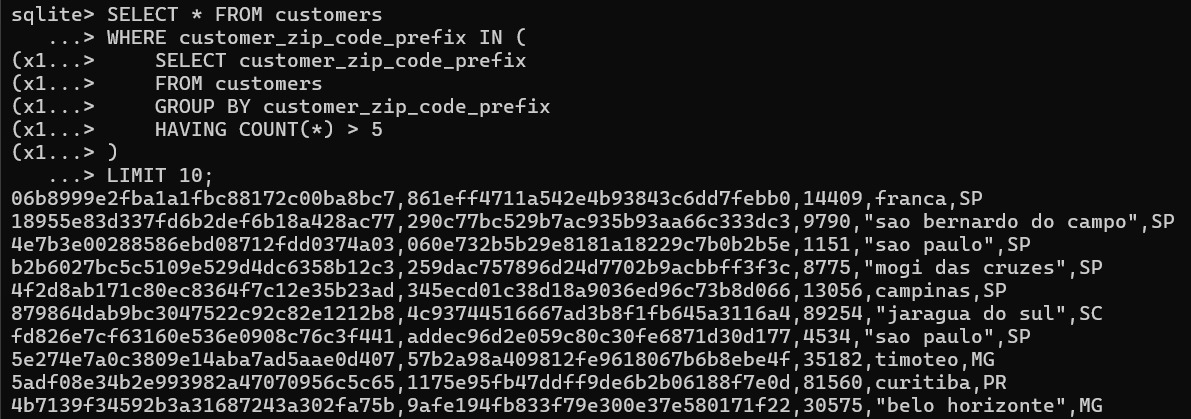 sqlite> SELECT * FROM customers
   ...> WHERE customer_zip_code_prefix IN (
(x1...>     SELECT customer_zip_code_prefix
(x1...>     FROM customers
(x1...>     GROUP BY customer_zip_code_prefix
(x1...>     HAVING COUNT(*) > 5
(x1...> )
   ...> LIMIT 10;
06b8999e2fba1a1fbc88172c00ba8bc7,861eff4711a542e4b93843c6dd7febb0,14409,franca,SP
18955e83d337fd6b2def6b18a428ac77,290c77bc529b7ac935b93aa66c333dc3,9790,"sao bernardo do campo",SP
4e7b3e00288586ebd08712fdd0374a03,060e732b5b29e8181a18229c7b0b2b5e,1151,"sao paulo",SP
b2b6027bc5c5109e529d4dc6358b12c3,259dac757896d24d7702b9acbbff3f3c,8775,"mogi das cruzes",SP
4f2d8ab171c80ec8364f7c12e35b23ad,345ecd01c38d18a9036ed96c73b8d066,13056,campinas,SP
879864dab9bc3047522c92c82e1212b8,4c93744516667ad3b8f1fb645a3116a4,89254,"jaragua do sul",SC
fd826e7cf63160e536e0908c76c3f441,addec96d2e059c80c30fe6871d30d177,4534,"sao paulo",SP
5e274e7a0c3809e14aba7ad5aae0d407,57b2a98a409812fe9618067b6b8ebe4f,35182,timoteo,MG
5adf08e34b2e993982a47070956c5c65,1175e95fb47ddff9de6b2b06188f7e0d,81560,curitiba,PR
4b7139f34592b3a31687243a302fa75b,9afe194fb833f79e300e37e580171f22,30575,"belo horizonte",MG